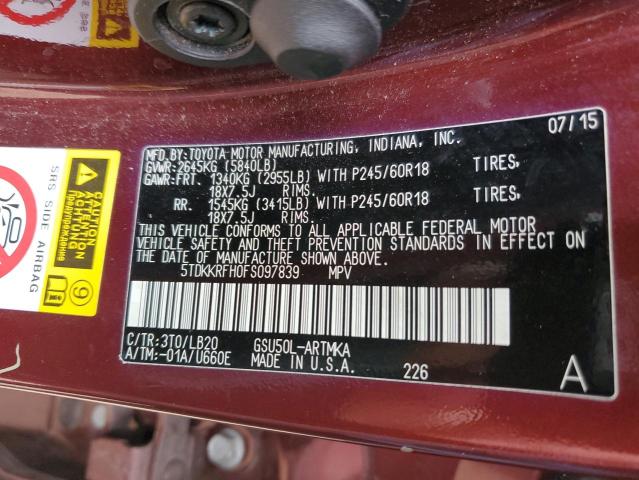 07/15
MFD.BY:TOYOTA MOTOR MANUFACTURING, INDIANA, INC.
GVWR:2645KG (5840LB)
GAWR:FRT. 1340KG (2955LB) WITH P245/60R18 TIRES,
18X7.5J RIMS.
RR. 1545KG (3415LB) WITH P245/60R18 TIRES,
18X7.5J RIMS.
THIS VEHICLE CONFORMS TO ALL APPLICABLE FEDERAL MOTOR
VEHICLE SAFETY AND THEFT PREVENTION STANDARDS IN EFFECT ON
THE DATE OF MANUFACTURE SHOWN ABOVE.
5TDKKRFH0FS097839 MPV
C/TR:3T0/LB20 GSU50L-ARTMKA
A/TM:-01A/U660E MADE IN U.S.A.
226 A
SRS SIDE AIRBAG
Предупреждение
9